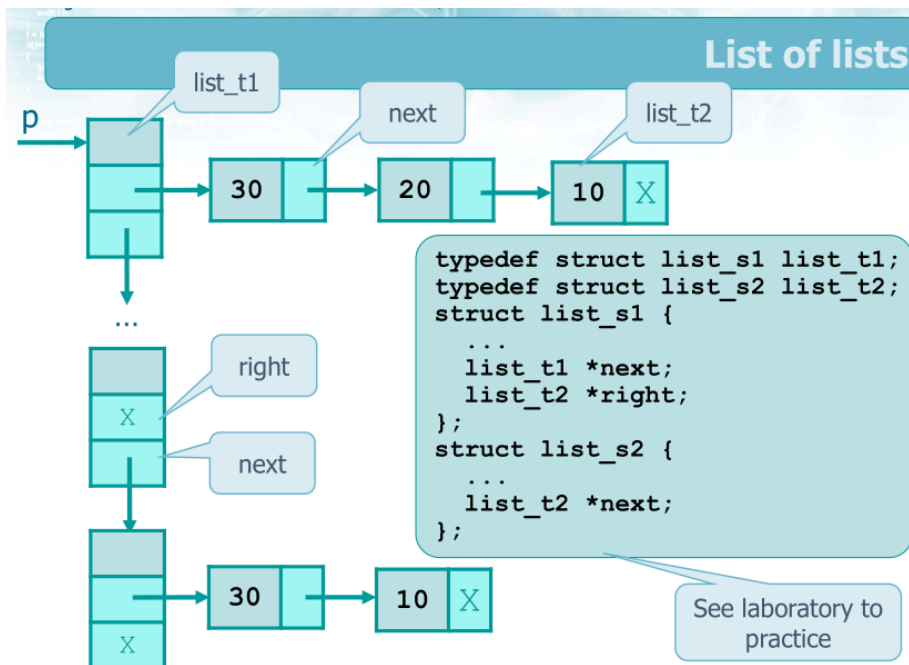 List of lists
list_t1
p
next
list_t2
30
20
10
X
typedef struct list_s1 list_t1;
typedef struct list_s2 list_t2;
struct list_s1 {
...
list_t1 *next;
list_t2 *right;
};
struct list_s2 {
...
list_t2 *next;
};
...
right
X
next
30
10
X
X
See laboratory to
practice